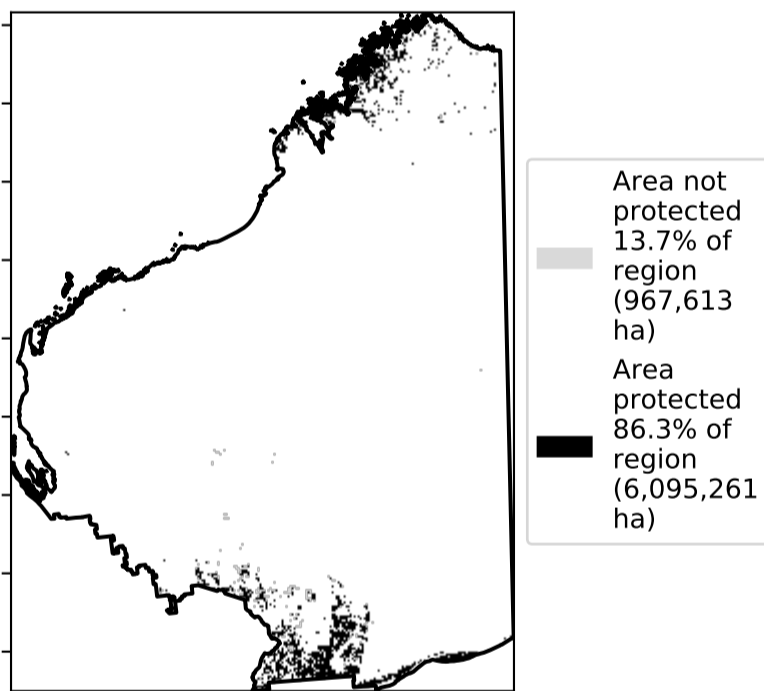 Area not
protected
13.7% of
region
(967,613
ha)
Area
protected
86.3% of
region
(6,095,261
ha)